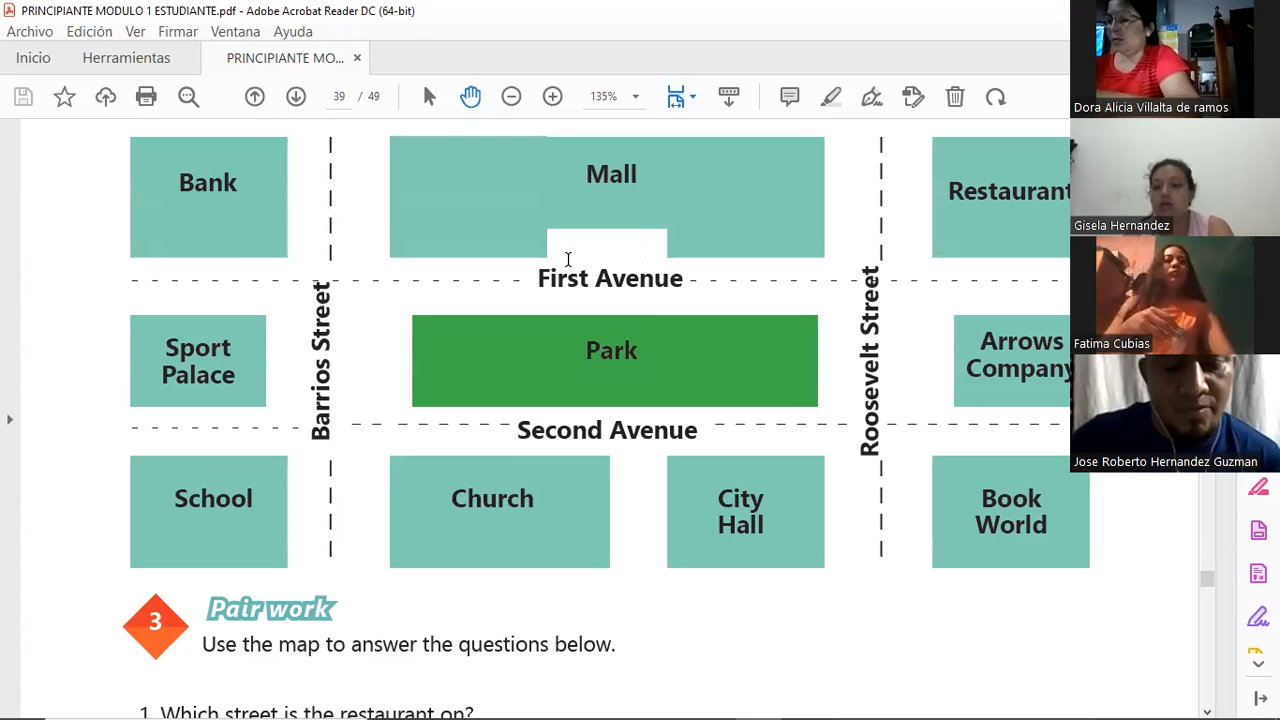 PRINCIPIANTE MODULO 1 ESTUDIANTE.pdf - Adobe Acrobat Reader DC (64-bit)
Archivo Edición Ver Firmar Ventana Ayuda
Inicio Herramientas PRINCIPIANTE MO... ×
39 / 49 135%
Bank
Mall
Restaurant
First Avenue
Barrios Street
Roosevelt Street
Sport
Palace
Park
Arrows
Company
Second Avenue
School
Church
City
Hall
Book
World
3 Pair work
Use the map to answer the questions below.
1. Which street is the restaurant on?
Dora Alicia Villalta de ramos
Gisela Hernandez
Fatima Cubias
Jose Roberto Hernandez Guzman